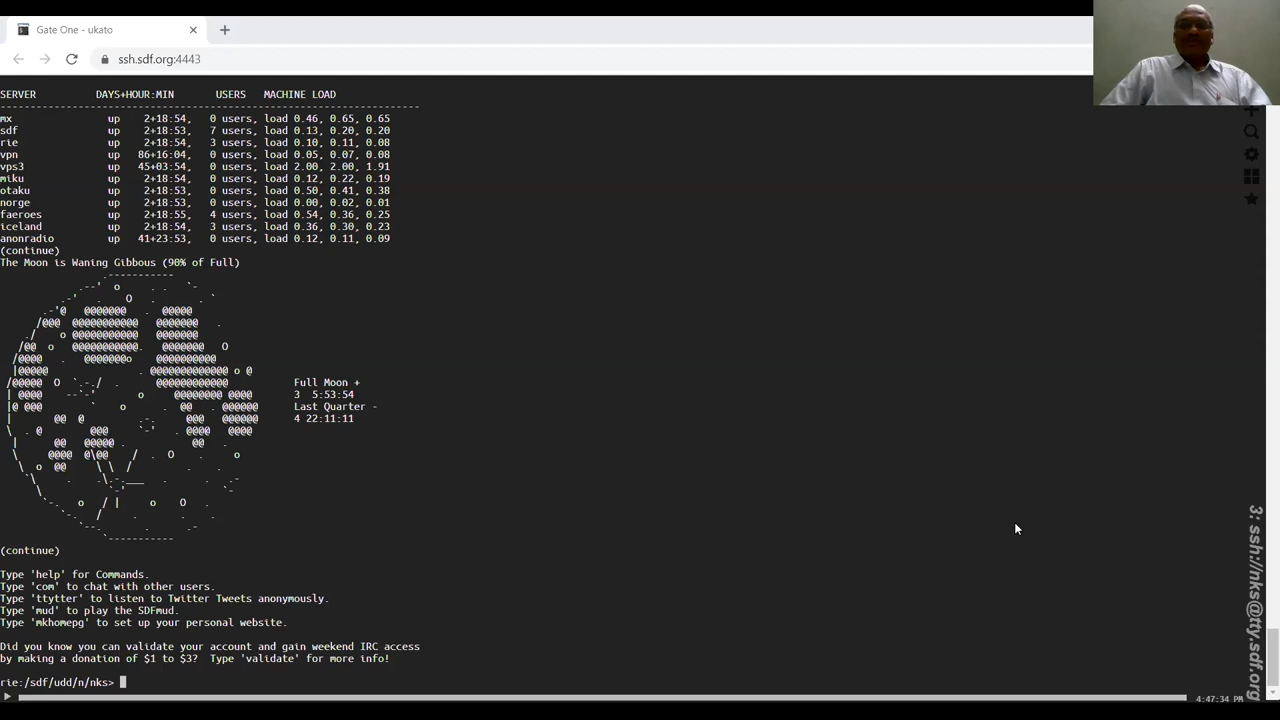 Gate One - ukato
ssh.sdf.org:4443
SERVER DAYS+HOUR:MIN USERS MACHINE LOAD
----------------------------------------------------------------------
mx up 2+18:54, 0 users, load 0.46, 0.65, 0.65
sdf up 2+18:53, 7 users, load 0.13, 0.20, 0.20
rie up 2+18:54, 3 users, load 0.10, 0.11, 0.08
vpn up 86+16:04, 0 users, load 0.05, 0.07, 0.08
vps3 up 45+03:54, 0 users, load 2.00, 2.00, 1.91
miku up 2+18:54, 0 users, load 0.12, 0.22, 0.19
otaku up 2+18:53, 0 users, load 0.50, 0.41, 0.38
norge up 2+18:53, 0 users, load 0.00, 0.02, 0.01
faeroes up 2+18:55, 4 users, load 0.54, 0.36, 0.25
iceland up 2+18:54, 3 users, load 0.36, 0.30, 0.23
anonradio up 41+23:53, 0 users, load 0.12, 0.11, 0.09
(continue)
The Moon is Waning Gibbous (90% of Full)
Full Moon +
3 5:53:54
Last Quarter -
4 22:11:11
(continue)
Type 'help' for Commands.
Type 'com' to chat with other users.
Type 'ttytter' to listen to Twitter Tweets anonymously.
Type 'mud' to play the SDFmud.
Type 'mkhomepg' to set up your personal website.
Did you know you can validate your account and gain weekend IRC access
by making a donation of $1 to $3? Type 'validate' for more info!
rie:/sdf/udd/n/nks>
3: ssh://nks@tty.sdf.org
4:47:34 PM